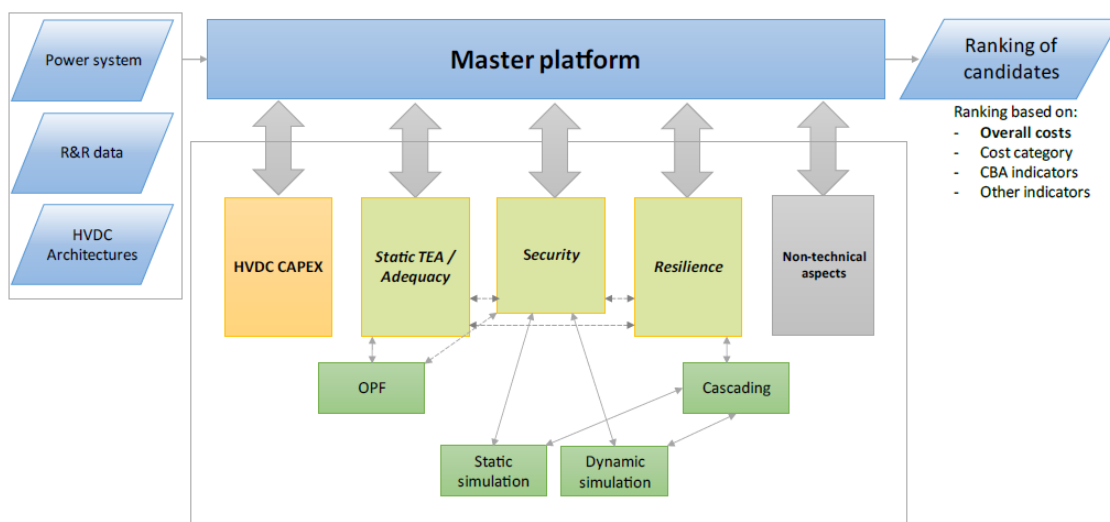 Power system
R&R data
HVDC
Architectures
Master platform
Ranking of
candidates
Ranking based on:
- Overall costs
- Cost category
- CBA indicators
- Other indicators
HVDC CAPEX
Static TEA /
Adequacy
Security
Resilience
Non-technical
aspects
OPF
Cascading
Static
simulation
Dynamic
simulation